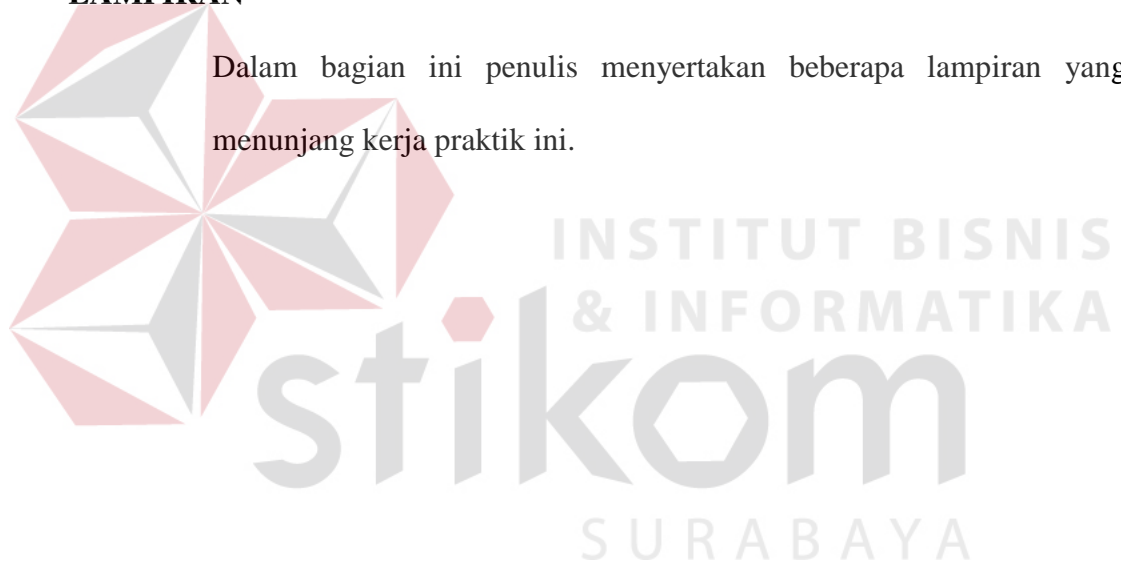 LAMPIRAN
Dalam bagian ini penulis menyertakan beberapa lampiran yang
menunjang kerja praktik ini.
INSTITUT BISNIS
& INFORMATIKA
stikom
SURABAYA